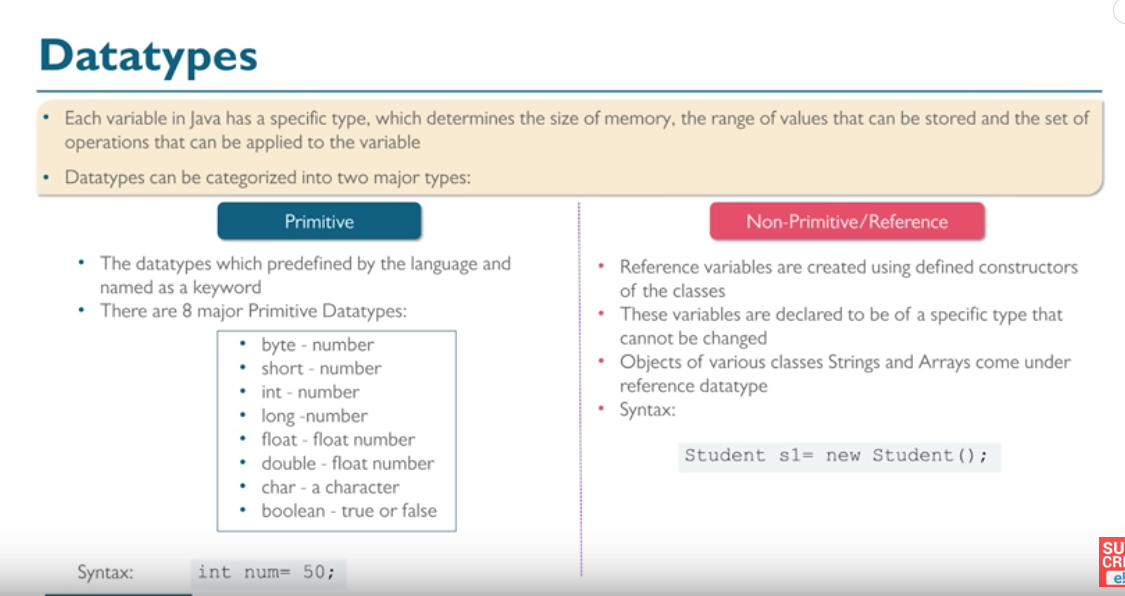 Datatypes
• Each variable in Java has a specific type, which determines the size of memory, the range of values that can be stored and the set of
operations that can be applied to the variable
• Datatypes can be categorized into two major types:
Primitive
• The datatypes which predefined by the language and
named as a keyword
• There are 8 major Primitive Datatypes:
• byte - number
• short - number
• int - number
• long -number
• float - float number
• double - float number
• char - a character
• boolean - true or false
Syntax: int num= 50;
Non-Primitive/Reference
• Reference variables are created using defined constructors
of the classes
• These variables are declared to be of a specific type that
cannot be changed
• Objects of various classes Strings and Arrays come under
reference datatype
• Syntax:
Student s1= new Student();
SU
CRI
e!